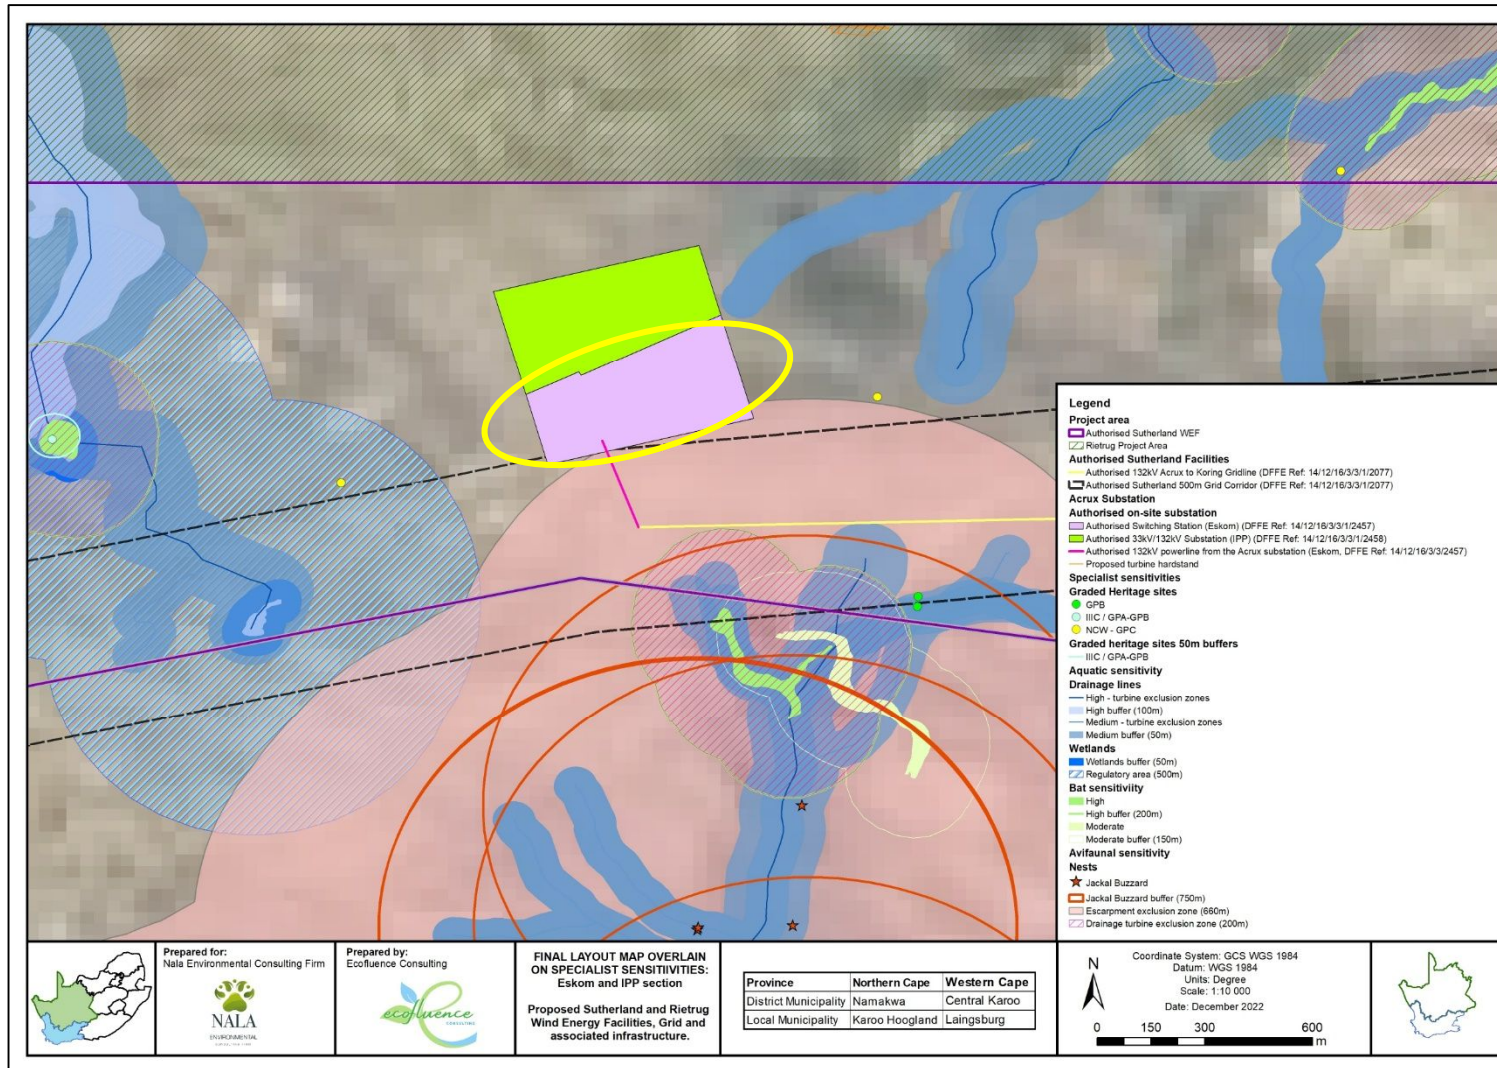 Legend
Project area
Authorised Sutherland WEF
Rietrug Project Area
Authorised Sutherland Facilities
Authorised 132kV Acrux to Koring Gridline (DFFE Ref: 14/12/16/3/3/1/2077)
Authorised Sutherland 500m Grid Corridor (DFFE Ref: 14/12/16/3/3/1/2077)
Acrux Substation
Authorised on-site substation
Authorised Switching Station (Eskom) (DFFE Ref: 14/12/16/3/3/1/2457)
Authorised 33kV/132kV Substation (IPP) (DFFE Ref: 14/12/16/3/3/1/2458)
Authorised 132kV powerline from the Acrux substation (Eskom, DFFE Ref: 14/12/16/3/3/2457)
Proposed turbine hardstand
Specialist sensitivities
Graded Heritage sites
GPB
IIIC / GPA-GPB
NCW - GPC
Graded heritage sites 50m buffers
IIIC / GPA-GPB
Aquatic sensitivity
Drainage lines
High - turbine exclusion zones
High buffer (100m)
Medium - turbine exclusion zones
Medium buffer (50m)
Wetlands
Wetlands buffer (50m)
Regulatory area (500m)
Bat sensitiviity
High
High buffer (200m)
Moderate
Moderate buffer (150m)
Avifaunal sensitivity
Nests
Jackal Buzzard
Jackal Buzzard buffer (750m)
Escarpment exclusion zone (660m)
Drainage turbine exclusion zone (200m)
Prepared for:
Nala Environmental Consulting Firm
NALA
ENVIRONMENTAL
Prepared by:
Ecofluence Consulting
ecofluence
CONSULTING
FINAL LAYOUT MAP OVERLAIN
ON SPECIALIST SENSITIIVITIES:
Eskom and IPP section
Proposed Sutherland and Rietrug
Wind Energy Facilities, Grid and
associated infrastructure.
Province Northern Cape Western Cape
District Municipality Namakwa Central Karoo
Local Municipality Karoo Hoogland Laingsburg
N
Coordinate System: GCS WGS 1984
Datum: WGS 1984
Units: Degree
Scale: 1:10 000
Date: December 2022
0 150 300 600
m